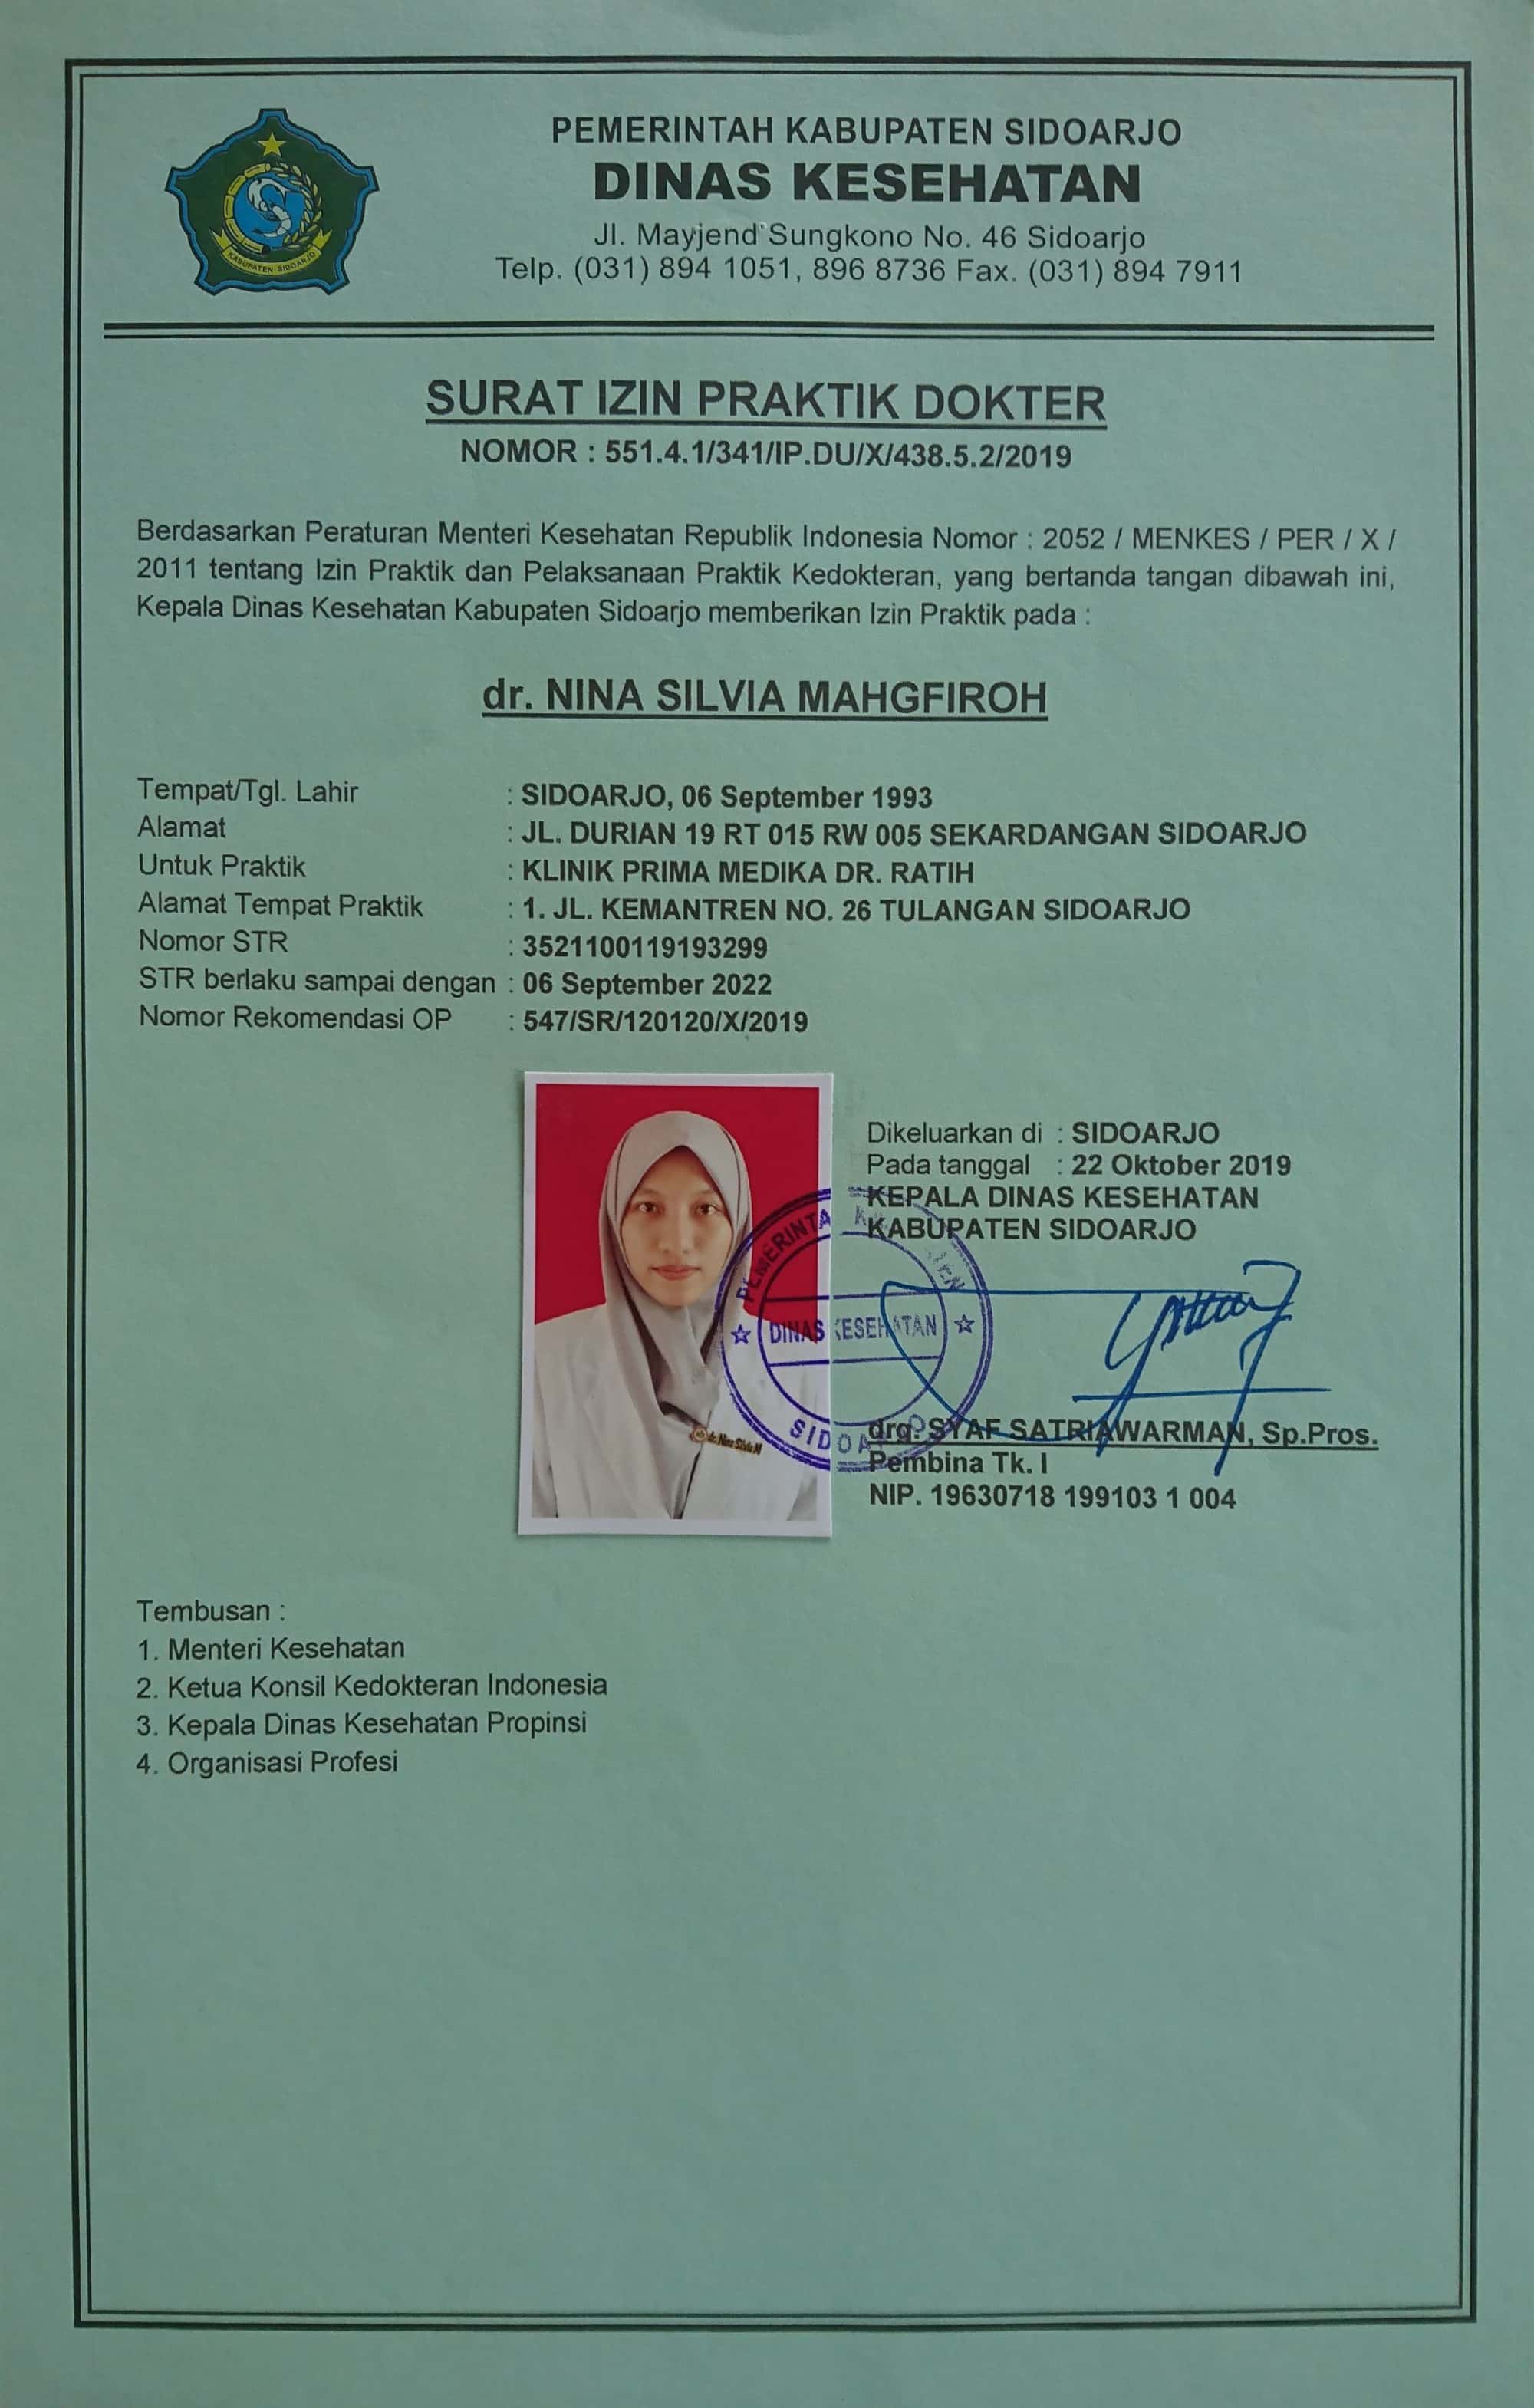 PEMERINTAH KABUPATEN SIDOARJO
DINAS KESEHATAN
Jl. Mayjend Sungkono No. 46 Sidoarjo
Telp. (031) 894 1051, 896 8736 Fax. (031) 894 7911
KABUPATEN SIDOARJO
SURAT IZIN PRAKTIK DOKTER
NOMOR : 551.4.1/341/IP.DU/X/438.5.2/2019
Berdasarkan Peraturan Menteri Kesehatan Republik Indonesia Nomor : 2052 / MENKES / PER / X /
2011 tentang Izin Praktik dan Pelaksanaan Praktik Kedokteran, yang bertanda tangan dibawah ini,
Kepala Dinas Kesehatan Kabupaten Sidoarjo memberikan Izin Praktik pada :
dr. NINA SILVIA MAHGFIROH
Tempat/Tgl. Lahir : SIDOARJO, 06 September 1993
Alamat : JL. DURIAN 19 RT 015 RW 005 SEKARDANGAN SIDOARJO
Untuk Praktik : KLINIK PRIMA MEDIKA DR. RATIH
Alamat Tempat Praktik : 1. JL. KEMANTREN NO. 26 TULANGAN SIDOARJO
Nomor STR : 3521100119193299
STR berlaku sampai dengan : 06 September 2022
Nomor Rekomendasi OP : 547/SR/120120/X/2019
Dikeluarkan di : SIDOARJO
Pada tanggal : 22 Oktober 2019
KEPALA DINAS KESEHATAN
KABUPATEN SIDOARJO
DINAS KESEHATAN
dr. Nina Silvia M
drg. SYAF SATRIAWARMAN, Sp.Pros.
Pembina Tk. I
NIP. 19630718 199103 1 004
Tembusan :
1. Menteri Kesehatan
2. Ketua Konsil Kedokteran Indonesia
3. Kepala Dinas Kesehatan Propinsi
4. Organisasi Profesi